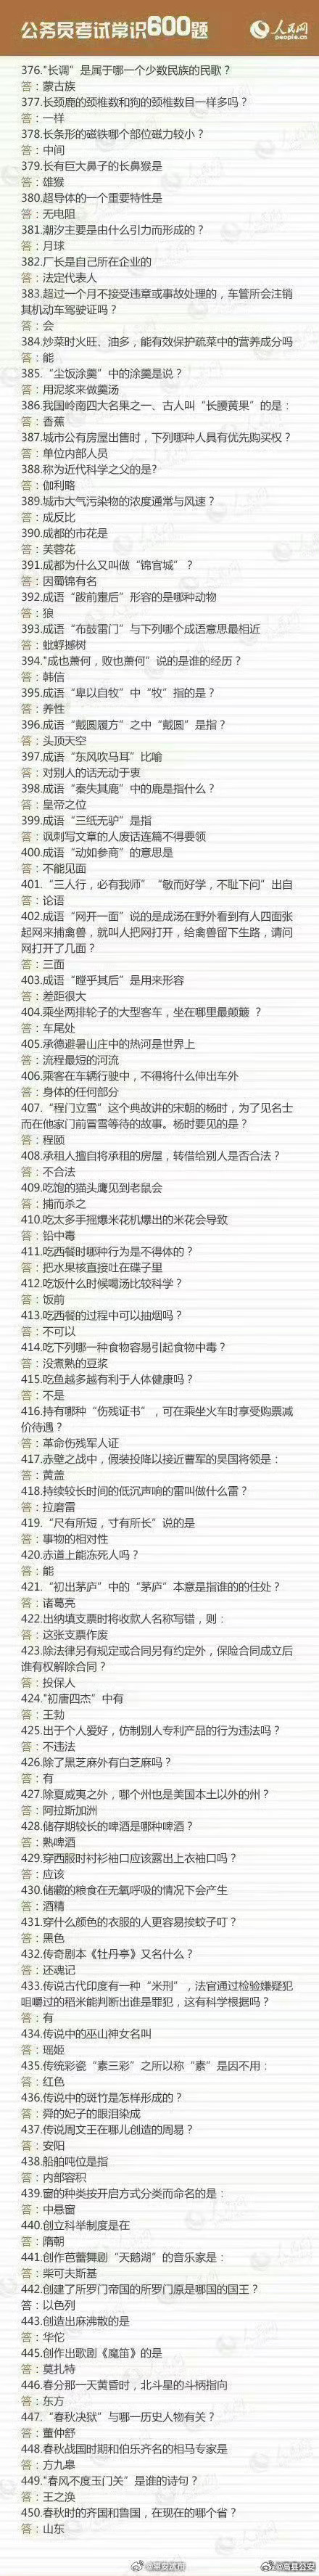 公务员考试常识600题
人民网
people.cn
376."长调"是属于哪一个少数民族的民歌？
答：蒙古族
377.长颈鹿的颈椎数和狗的颈椎数目一样多吗？
答：一样
378.长条形的磁铁哪个部位磁力较小？
答：中间
379.长有巨大鼻子的长鼻猴是
答：雄猴
380.超导体的一个重要特性是
答：无电阻
381.潮汐主要是由什么引力而形成的？
答：月球
382.厂长是自己所在企业的
答：法定代表人
383.超过一个月不接受违章或事故处理的，车管所会注销
其机动车驾驶证吗？
答：会
384.炒菜时火旺、油多，能有效保护蔬菜中的营养成分吗
答：能
385.“尘饭涂羹”中的涂羹是说？
答：用泥浆来做羹汤
386.我国岭南四大名果之一、古人叫“长腰黄果”的是：
答：香蕉
387.城市公有房屋出售时，下列哪种人具有优先购买权？
答：单位内部人员
388.称为近代科学之父的是?
答：伽利略
389.城市大气污染物的浓度通常与风速？
答：成反比
390.成都的市花是
答：芙蓉花
391.成都为什么又叫做“锦官城”？
答：因蜀锦有名
392.成语“跋前疐后”形容的是哪种动物
答：狼
393.成语“布鼓雷门”与下列哪个成语意思最相近
答：蚍蜉撼树
394."成也萧何，败也萧何"说的是谁的经历？
答：韩信
395.成语“卑以自牧”中“牧”指的是？
答：养性
396.成语“戴圆履方”之中“戴圆”是指？
答：头顶天空
397.成语“东风吹马耳”比喻
答：对别人的话无动于衷
398.成语“秦失其鹿”中的鹿是指什么？
答：皇帝之位
399.成语“三纸无驴”是指
答：讽刺写文章的人废话连篇不得要领
400.成语“动如参商”的意思是
答：不能见面
401.“三人行，必有我师”“敏而好学，不耻下问”出自
答：论语
402.成语“网开一面”说的是成汤在野外看到有人四面张
起网来捕禽兽，就叫人把网打开，给禽兽留下生路，请问
网打开了几面？
答：三面
403.成语“瞠乎其后”是用来形容
答：差距很大
404.乘坐两排轮子的大型客车，坐在哪里最颠簸 ？
答：车尾处
405.承德避暑山庄中的热河是世界上
答：流程最短的河流
406.乘客在车辆行驶中，不得将什么伸出车外
答：身体的任何部分
407.“程门立雪”这个典故讲的宋朝的杨时，为了见名士
而在他家门前冒雪等待的故事。杨时要见的是？
答：程颐
408.承租人擅自将承租的房屋，转借给别人是否合法？
答：不合法
409.吃饱的猫头鹰见到老鼠会
答：捕而杀之
410.吃太多手摇爆米花机爆出的米花会导致
答：铅中毒
411.吃西餐时哪种行为是不得体的？
答：把水果核直接吐在碟子里
412.吃饭什么时候喝汤比较科学？
答：饭前
413.吃西餐的过程中可以抽烟吗？
答：不可以
414.吃下列哪一种食物容易引起食物中毒？
答：没煮熟的豆浆
415.吃鱼越多越有利于人体健康吗？
答：不是
416.持有哪种“伤残证书”，可在乘坐火车时享受购票减
价待遇？
答：革命伤残军人证
417.赤壁之战中，假装投降以接近曹军的吴国将领是：
答：黄盖
418.持续较长时间的低沉声响的雷叫做什么雷？
答：拉磨雷
419.“尺有所短，寸有所长”说的是
答：事物的相对性
420.赤道上能冻死人吗？
答：能
421.“初出茅庐”中的“茅庐”本意是指谁的的住处？
答：诸葛亮
422.出纳填支票时将收款人名称写错，则：
答：这张支票作废
423.除法律另有规定或合同另有约定外，保险合同成立后
谁有权解除合同？
答：投保人
424."初唐四杰”中有
答：王勃
425.出于个人爱好，仿制别人专利产品的行为违法吗？
答：不违法
426.除了黑芝麻外有白芝麻吗？
答：有
427.除夏威夷之外，哪个州也是美国本土以外的州？
答：阿拉斯加洲
428.储存期较长的啤酒是哪种啤酒？
答：熟啤酒
429.穿西服时衬衫袖口应该露出上衣袖口吗？
答：应该
430.储藏的粮食在无氧呼吸的情况下会产生
答：酒精
431.穿什么颜色的衣服的人更容易挨蚊子叮？
答：黑色
432.传奇剧本《牡丹亭》又名什么？
答：还魂记
433.传说古代印度有一种“米刑”，法官通过检验嫌疑犯
咀嚼过的稻米能判断出谁是罪犯，这有科学根据吗？
答：有
434.传说中的巫山神女名叫
答：瑶姬
435.传统彩瓷“素三彩”之所以称“素”是因不用：
答：红色
436.传说中的斑竹是怎样形成的？
答：舜的妃子的眼泪染成
437.传说周文王在哪儿创造的周易？
答：安阳
438.船舶吨位是指
答：内部容积
439.窗的种类按开启方式分类而命名的是：
答：中悬窗
440.创立科举制度是在
答：隋朝
441.创作芭蕾舞剧“天鹅湖”的音乐家是：
答：柴可夫斯基
442.创建了所罗门帝国的所罗门原是哪国的国王？
答：以色列
443.创造出麻沸散的是
答：华佗
445.创作出歌剧《魔笛》的是
答：莫扎特
446.春分那一天黄昏时，北斗星的斗柄指向
答：东方
447.“春秋决狱”与哪一历史人物有关？
答：董仲舒
448.春秋战国时期和伯乐齐名的相马专家是
答：方九皋
449."春风不度玉门关”是谁的诗句？
答：王之涣
450.春秋时的齐国和鲁国，在现在的哪个省？
答：山东